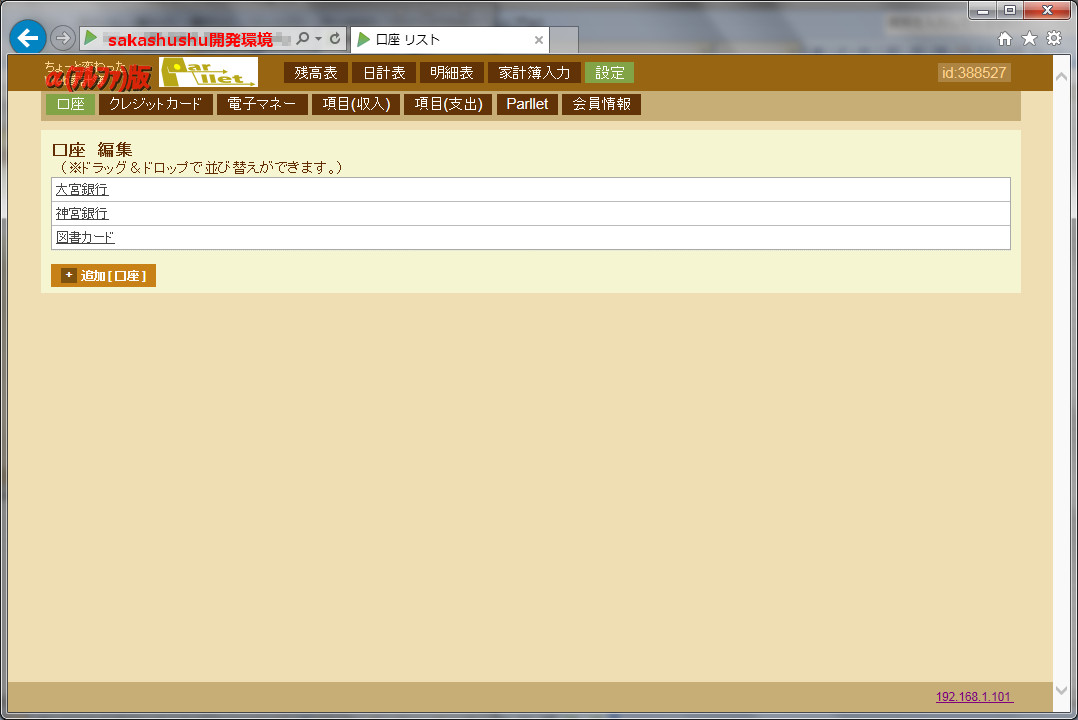 sakashushu開発環境
口座 リスト
ちょーと変わった
α(アルファ)版
Parllet
残高表 日計表 明細表 家計簿入力 設定
id:388527
口座 クレジットカード 電子マネー 項目(収入) 項目(支出) Parllet 会員情報
口座 編集
(※ドラッグ&ドロップで並び替えができます。)
大宮銀行
神宮銀行
図書カード
+ 追加[口座]
192.168.1.101